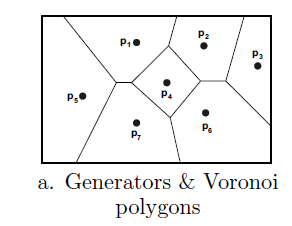 p₂
p₁
p₃
p₅
p₄
p₆
p₇
a. Generators & Voronoi
polygons